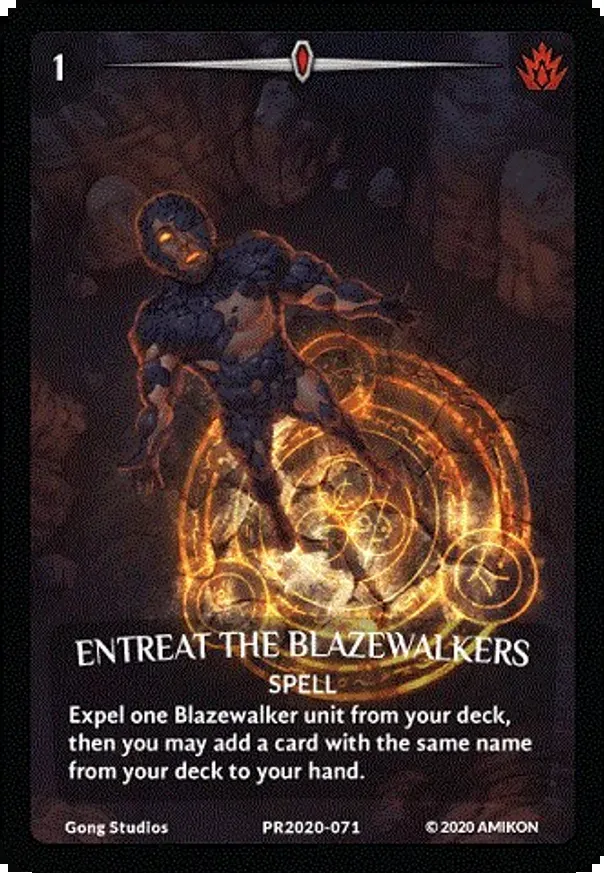 1
ENTREAT THE BLAZEWALKERS
SPELL
Expel one Blazewalker unit from your deck,
then you may add a card with the same name
from your deck to your hand.
Gong Studios PR2020-071 © 2020 AMIKON